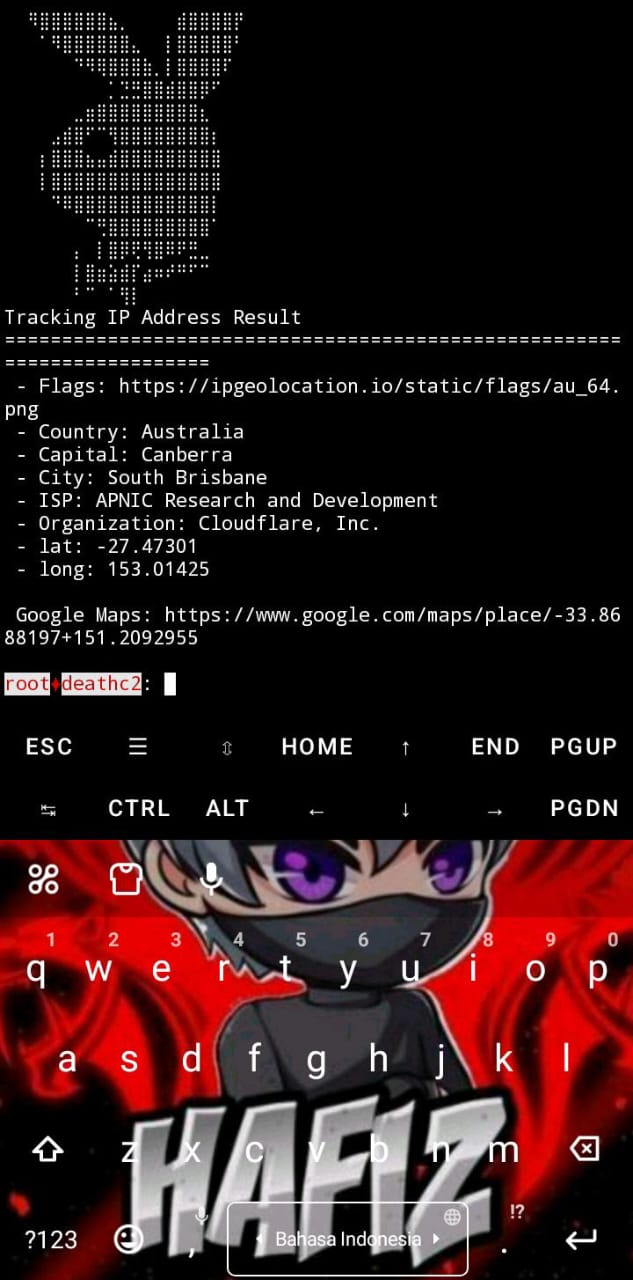 Tracking IP Address Result
======================================================
==================
- Flags: https://ipgeolocation.io/static/flags/au_64.
png
- Country: Australia
- Capital: Canberra
- City: South Brisbane
- ISP: APNIC Research and Development
- Organization: Cloudflare, Inc.
- lat: -27.47301
- long: 153.01425
Google Maps: https://www.google.com/maps/place/-33.86
88197+151.2092955
root♦deathc2:
ESC ☰ ⇳ HOME ↑ END PGUP
↹ CTRL ALT ← ↓ → PGDN
1 2 3 4 5 6 7 8 9 0
q w e r t y u i o p
a s d f g h j k l
HAFIZ
z x c v b n m
?123 , Bahasa Indonesia . !?